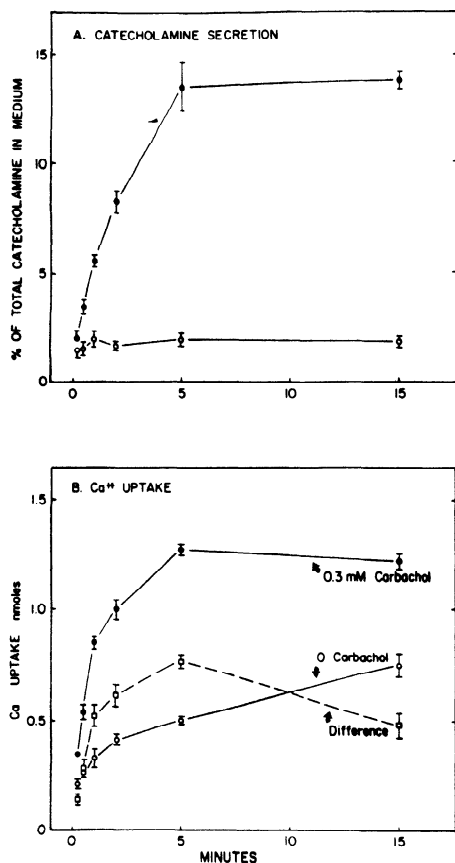 A. CATECHOLAMINE SECRETION
% OF TOTAL CATECHOLAMINE IN MEDIUM
15
10
5
0
0 5 10 15
B. Ca⁺⁺ UPTAKE
Ca UPTAKE nmoles
1.5
1.0
0.5
0
0.3 mM Carbachol
0 Carbachol
Difference
0 5 10 15
MINUTES